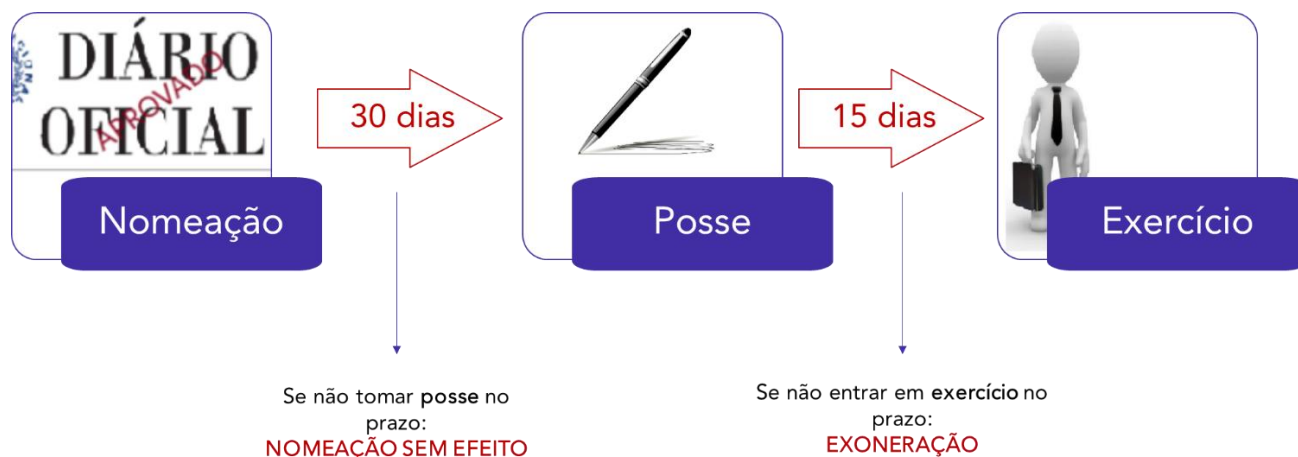 DIÁRIO
OFICIAL
APROVADO
Nomeação
30 dias
Posse
15 dias
Exercício
Se não tomar posse no
prazo:
NOMEAÇÃO SEM EFEITO
Se não entrar em exercício no
prazo:
EXONERAÇÃO